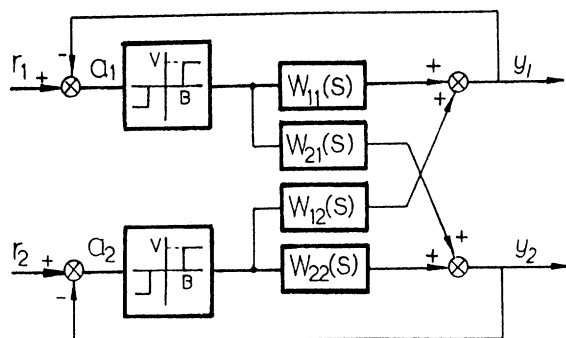 -
r1 + a1 V B W11(S) + y1
+
W21(S)
W12(S)
r2 + a2 V B W22(S) + + y2
-